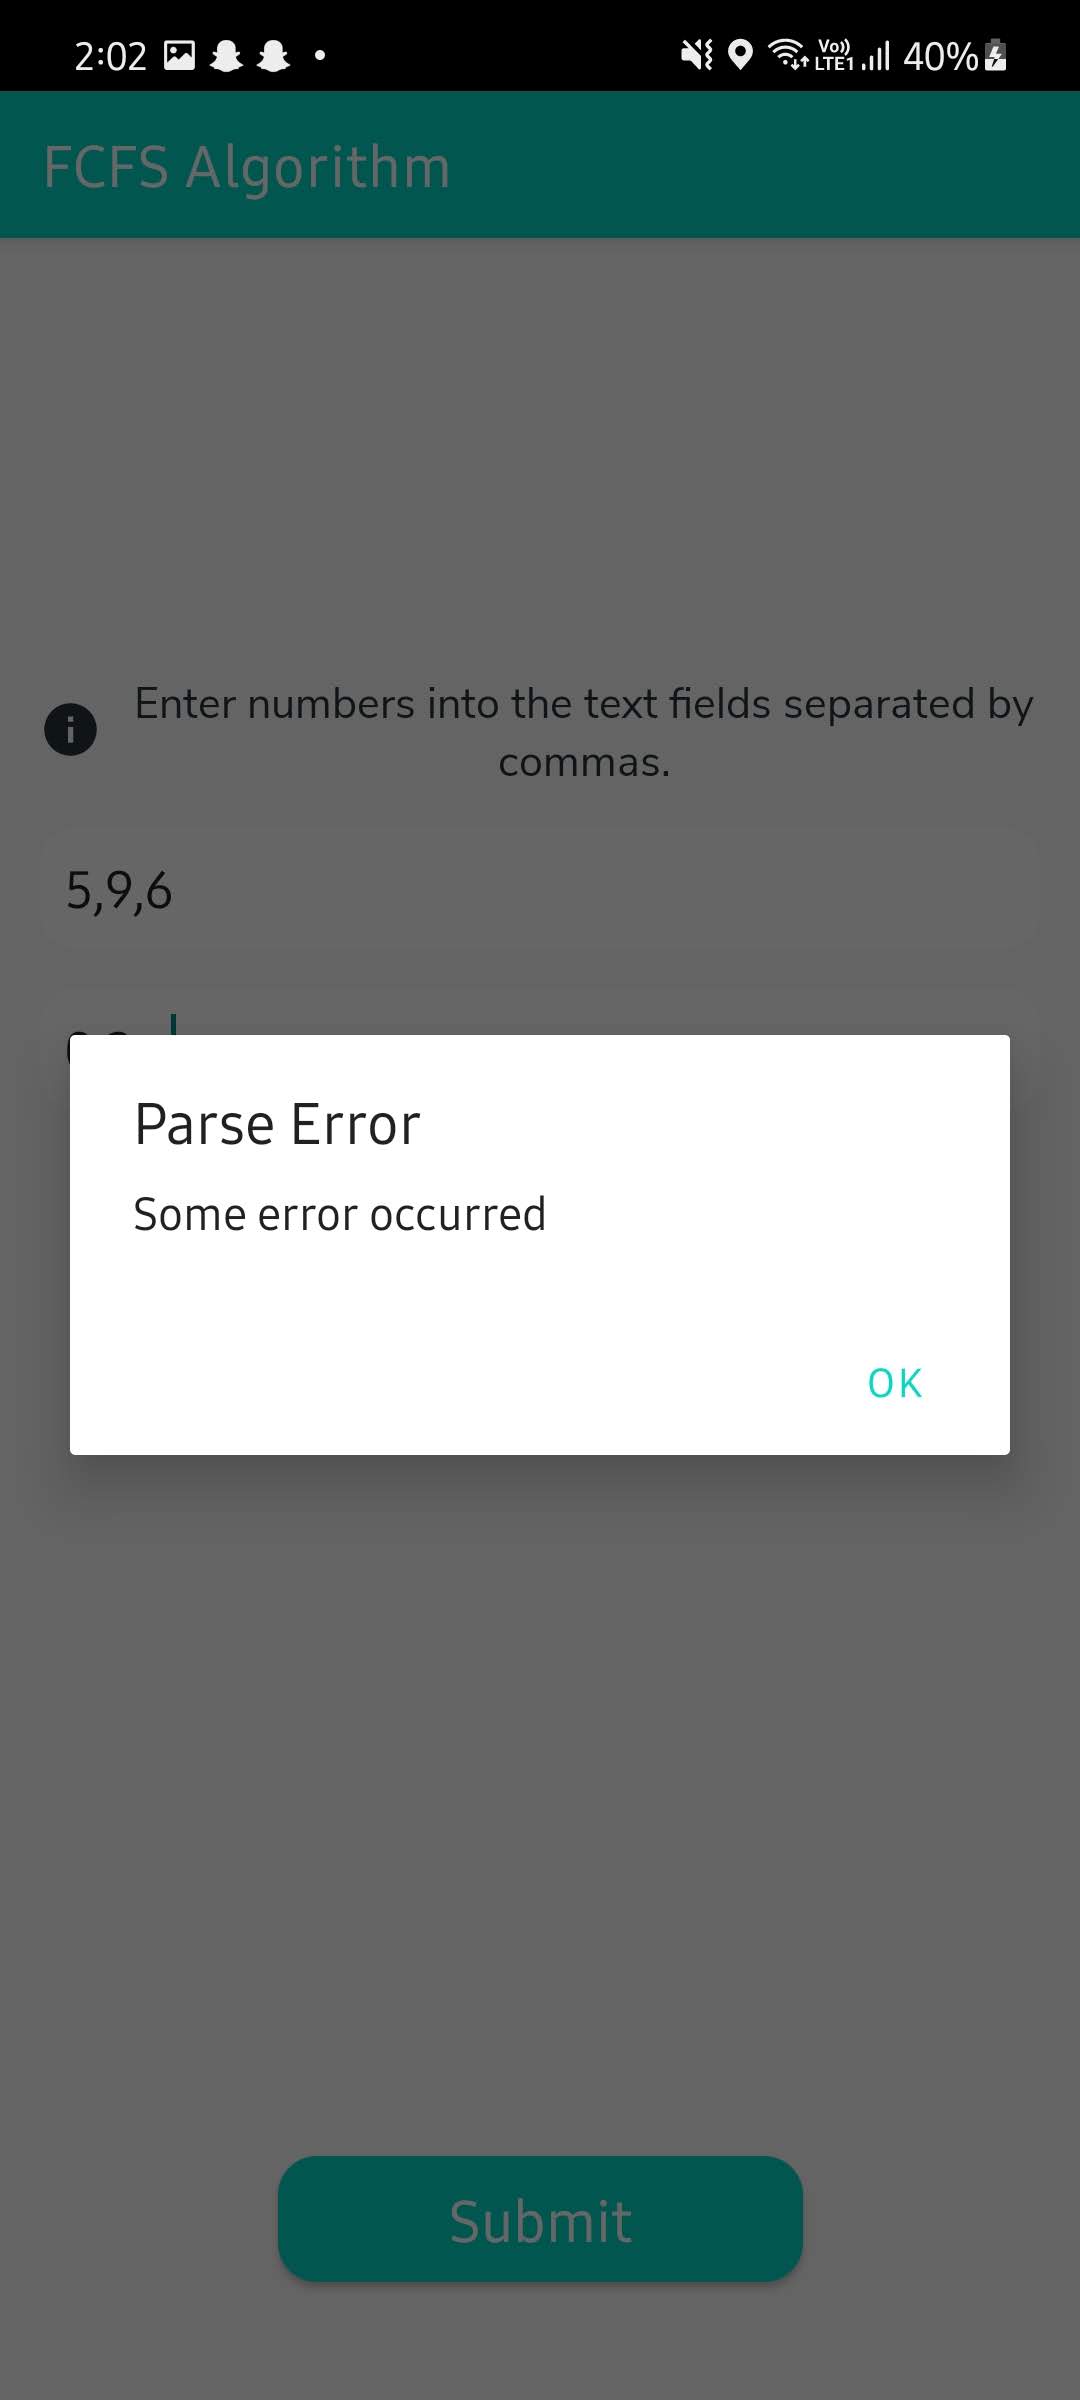 2:02
Vo)) LTE1 40%
FCFS Algorithm
Enter numbers into the text fields separated by
commas.
5,9,6
Parse Error
Some error occurred
OK
Submit